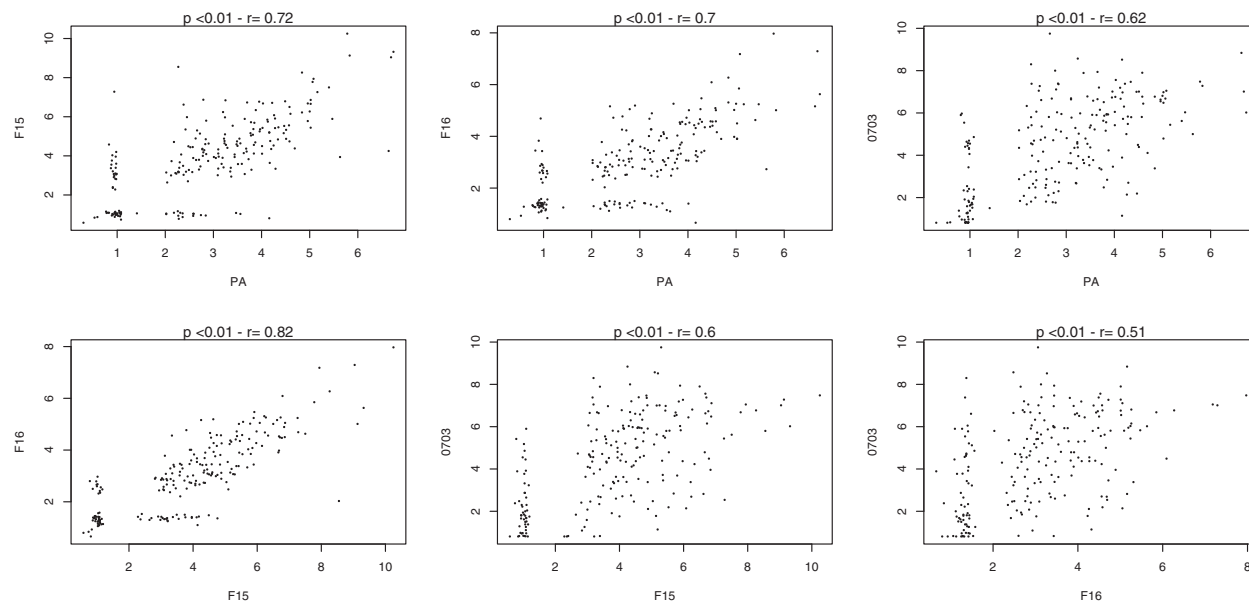 p <0.01 - r= 0.72
F15
10
8
6
4
2
1 2 3 4 5 6
PA
p <0.01 - r= 0.7
F16
8
6
4
2
1 2 3 4 5 6
PA
p <0.01 - r= 0.62
0703
10
8
6
4
2
1 2 3 4 5 6
PA
p <0.01 - r= 0.82
F16
8
6
4
2
2 4 6 8 10
F15
p <0.01 - r= 0.6
0703
10
8
6
4
2
2 4 6 8 10
F15
p <0.01 - r= 0.51
0703
10
8
6
4
2
2 4 6 8
F16